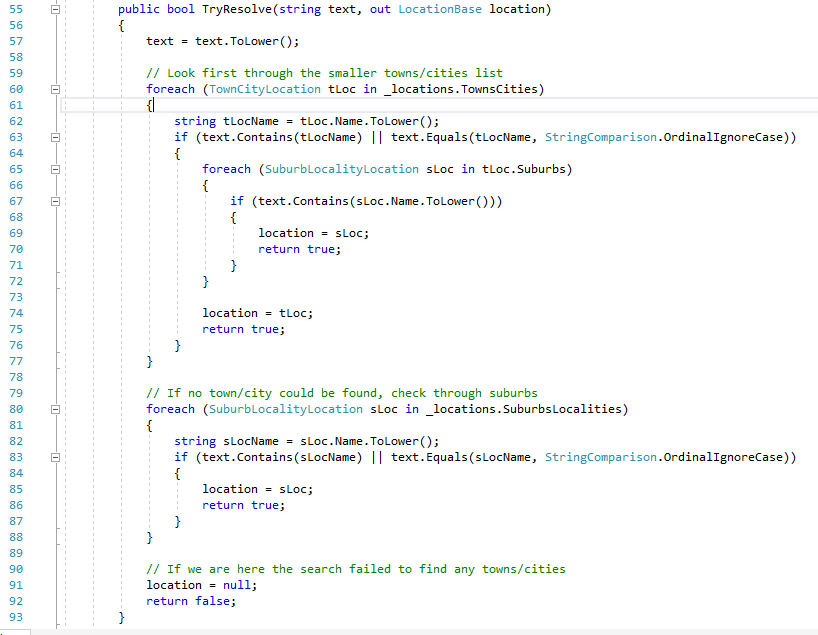 55 public bool TryResolve(string text, out LocationBase location)
56 {
57 text = text.ToLower();
58
59 // Look first through the smaller towns/cities list
60 foreach (TownCityLocation tLoc in _locations.TownsCities)
61 {
62 string tLocName = tLoc.Name.ToLower();
63 if (text.Contains(tLocName) || text.Equals(tLocName, StringComparison.OrdinalIgnoreCase))
64 {
65 foreach (SuburbLocalityLocation sLoc in tLoc.Suburbs)
66 {
67 if (text.Contains(sLoc.Name.ToLower()))
68 {
69 location = sLoc;
70 return true;
71 }
72 }
73
74 location = tLoc;
75 return true;
76 }
77 }
78
79 // If no town/city could be found, check through suburbs
80 foreach (SuburbLocalityLocation sLoc in _locations.SuburbsLocalities)
81 {
82 string sLocName = sLoc.Name.ToLower();
83 if (text.Contains(sLocName) || text.Equals(sLocName, StringComparison.OrdinalIgnoreCase))
84 {
85 location = sLoc;
86 return true;
87 }
88 }
89
90 // If we are here the search failed to find any towns/cities
91 location = null;
92 return false;
93 }